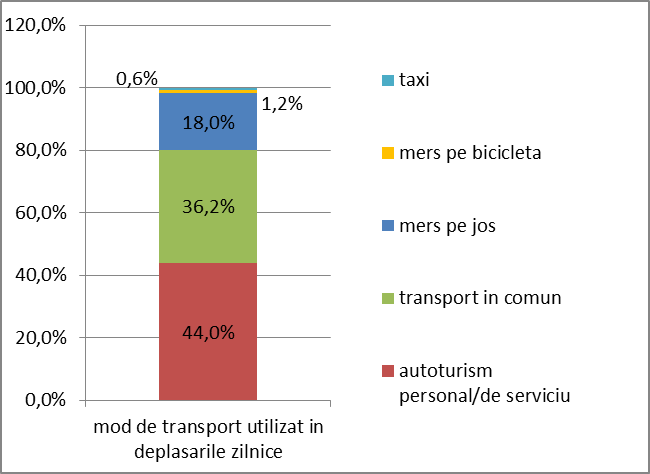 120,0%
100,0%
80,0%
60,0%
40,0%
20,0%
0,0%
0,6%
1,2%
18,0%
36,2%
44,0%
mod de transport utilizat in
deplasarile zilnice
taxi
mers pe bicicleta
mers pe jos
transport in comun
autoturism
personal/de serviciu